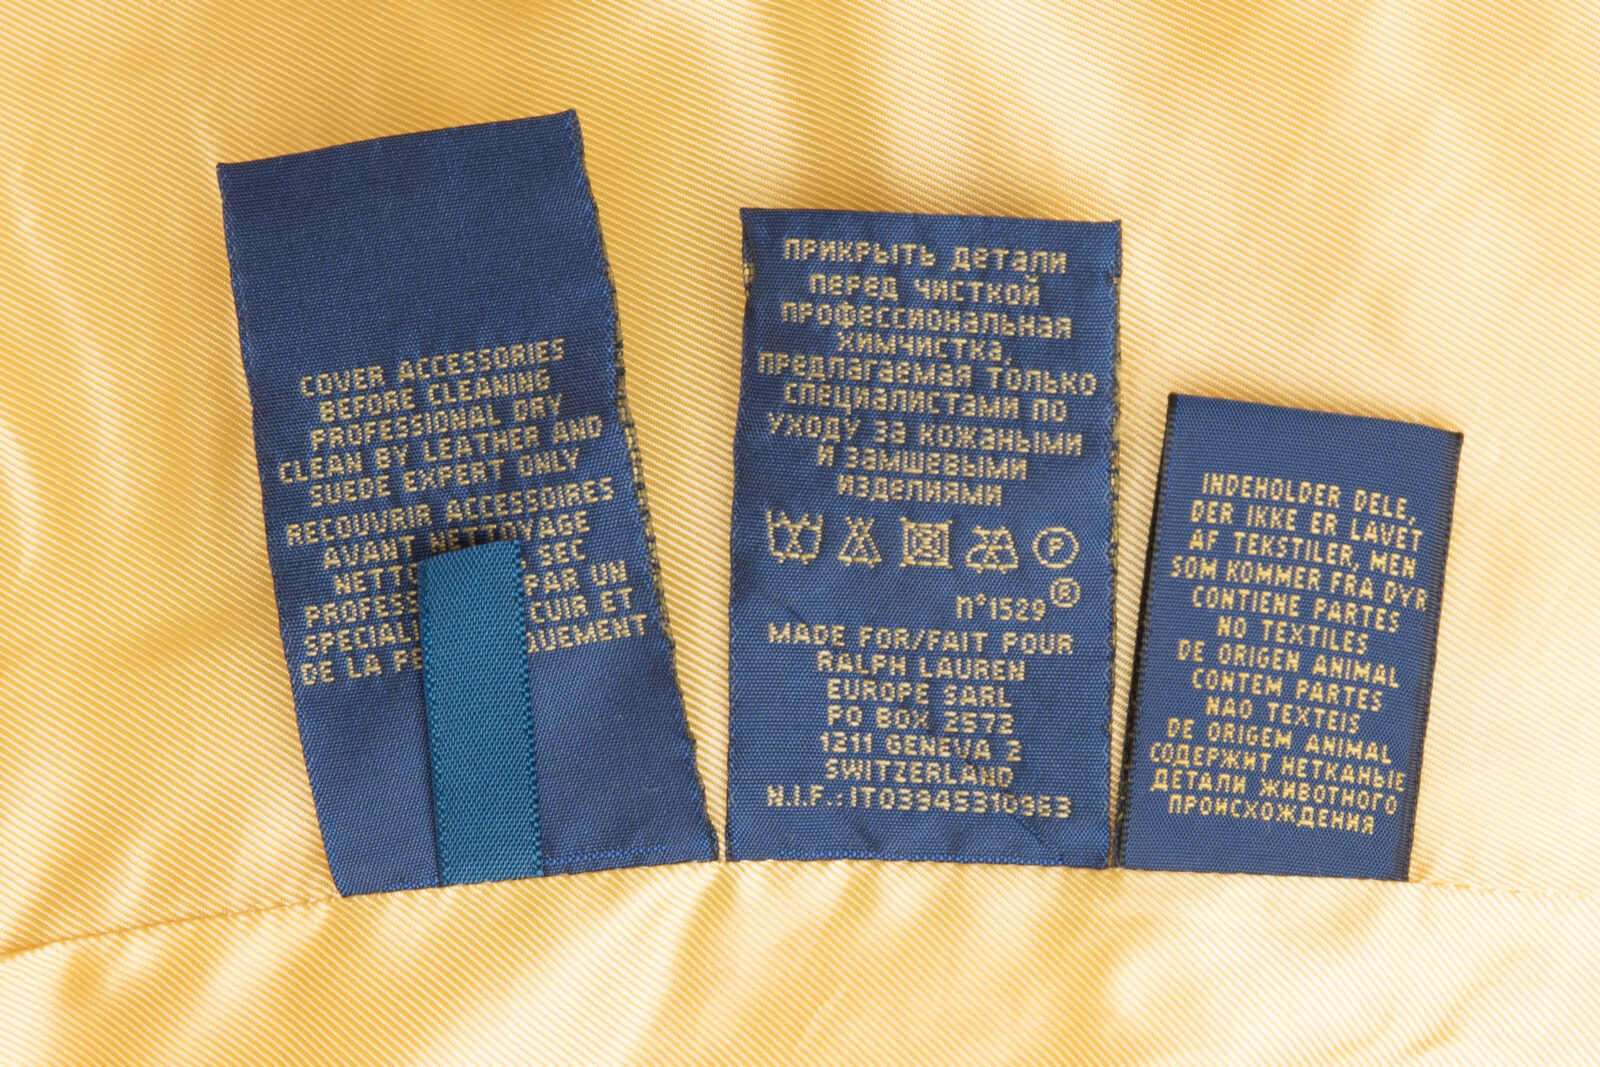 COVER ACCESSORIES
BEFORE CLEANING
PROFESSIONAL DRY
CLEAN BY LEATHER AND
SUEDE EXPERT ONLY
RECOUVRIR ACCESSOIRES
AVANT NETTOYAGE
SEC
PAR UN
CUIR ET
DE LA
ПРИКРЫТЬ ДЕТАЛИ
ПЕРЕД ЧИСТКОЙ
ПРОФЕССИОНАЛЬНАЯ
ХИМЧИСТКА,
ПРЕДЛАГАЕМАЯ ТОЛЬКО
СПЕЦИАЛИСТАМИ ПО
УХОДУ ЗА КОЖАНЫМИ
И ЗАМШЕВЫМИ
ИЗДЕЛИЯМИ
P
®
n°1529
MADE FOR/FAIT POUR
RALPH LAUREN
EUROPE SARL
PO BOX 2572
1211 GENEVA 2
SWITZERLAND
N.I.F.: IT03945310963
INDEHOLDER DELE,
DER IKKE ER LAVET
AF TEKSTILER, MEN
SOM KOMMER FRA DYR
CONTIENE PARTES
NO TEXTILES
DE ORIGEN ANIMAL
CONTEM PARTES
NAO TEXTEIS
DE ORIGEM ANIMAL
СОДЕРЖИТ НЕТКАНЫЕ
ДЕТАЛИ ЖИВОТНОГО
ПРОИСХОЖДЕНИЯ